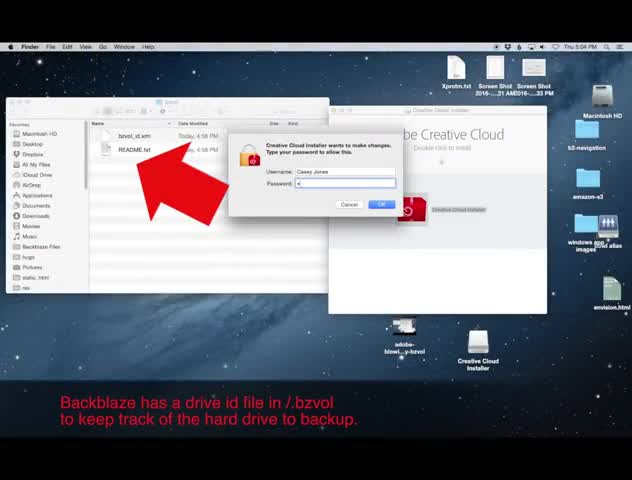 Finder File Edit View Go Window Help
Thu 5:04 PM
Xprotm.txt
Screen Shot
2016-....21 AM
Screen Shot
2016-....33 PM
Macintosh HD
b2-navigation
amazon-s3
windows app
images
envision.html
Favorites
Macintosh HD
Desktop
Dropbox
All My Files
iCloud Drive
AirDrop
Applications
Documents
Downloads
Movies
Music
Backblaze Files
hugo
Pictures
static_html
res
Name Date Modified Size Kind
bzvol_id.xml Today, 4:58 PM
README.txt Today, 4:58 PM
Creative Cloud Installer
be Creative Cloud
Double click to install
Creative Cloud Installer
Creative Cloud Installer wants to make changes.
Type your password to allow this.
Username: Casey Jones
Password:
Cancel OK
adobe-
blowi...y-bzvol
Creative Cloud
Installer
Backblaze has a drive id file in /.bzvol
to keep track of the hard drive to backup.